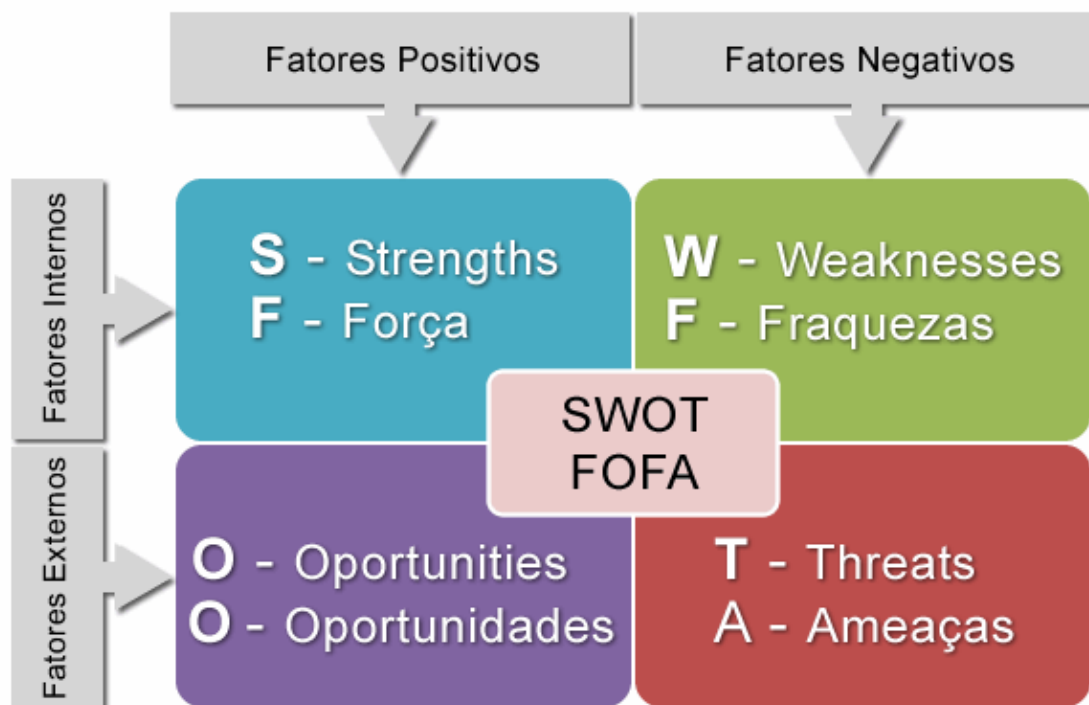 Fatores Positivos
Fatores Negativos
Fatores Internos
S - Strengths
F - Força
W - Weaknesses
F - Fraquezas
SWOT
FOFA
Fatores Externos
O - Oportunities
O - Oportunidades
T - Threats
A - Ameaças